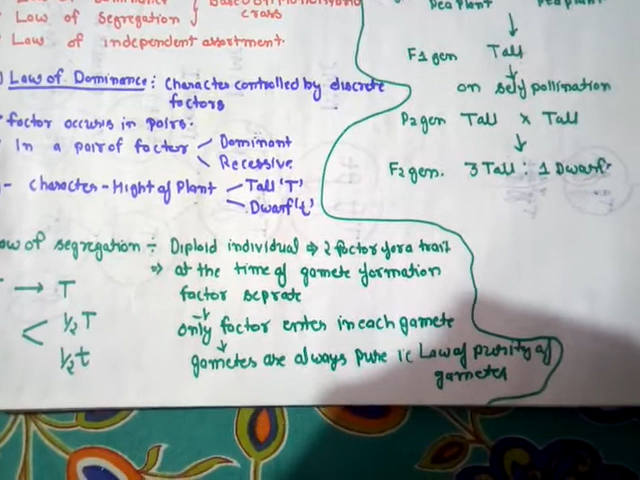 Law of segregation } cross
Law of independent assortment.
Law of Dominance: character controlled by discrete
factors
factor occurs in pairs.
In a pair of factor < Dominant
Recessive.
- character - Hight of Plant - Tall 'T'
Dwarf 't'
Law of segregation ÷ Diploid individual ⇒ 2 factor for a trait
⇒ at the time of gamete formation
factor seprate
→ T
only factor enter in each gamete
< ½ T
½ t
gametes are always pure i.e Law of purity of
gametes
Pea plant
↓
F1 gen Tall
↓
on self pollination
P2 gen Tall x Tall
↓
F2 gen. 3 Tall : 1 Dwarf